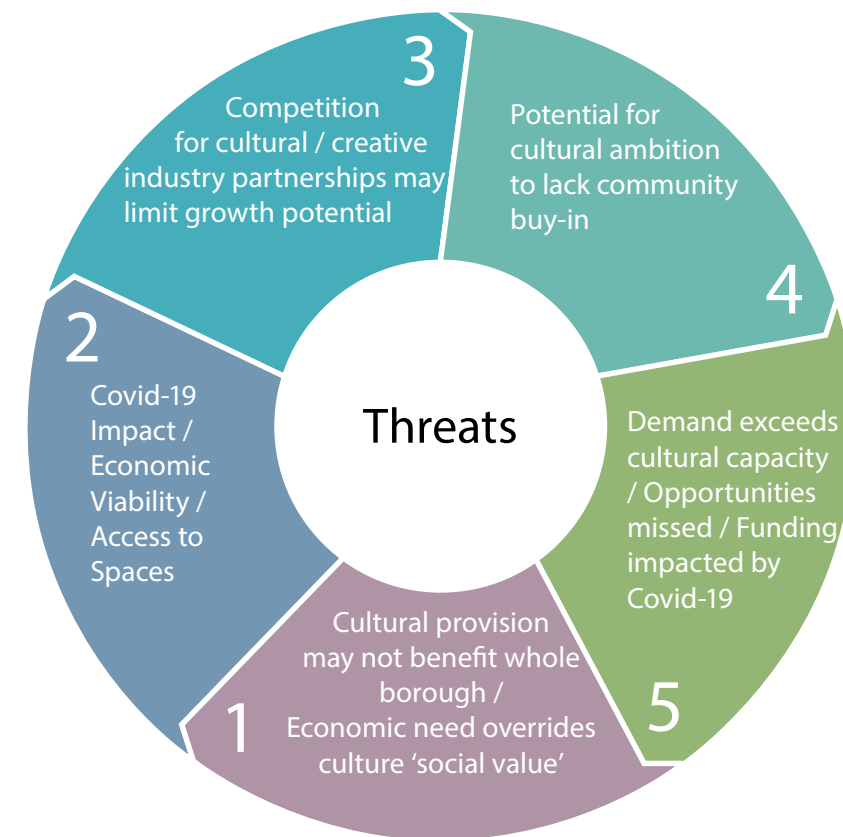 Threats
1
Cultural provision
may not benefit whole
borough /
Economic need overrides
culture ‘social value’
2
Covid-19
Impact /
Economic
Viability /
Access to
Spaces
3
Competition
for cultural / creative
industry partnerships may
limit growth potential
4
Potential for
cultural ambition
to lack community
buy-in
5
Demand exceeds
cultural capacity
/ Opportunities
missed / Funding
impacted by
Covid-19